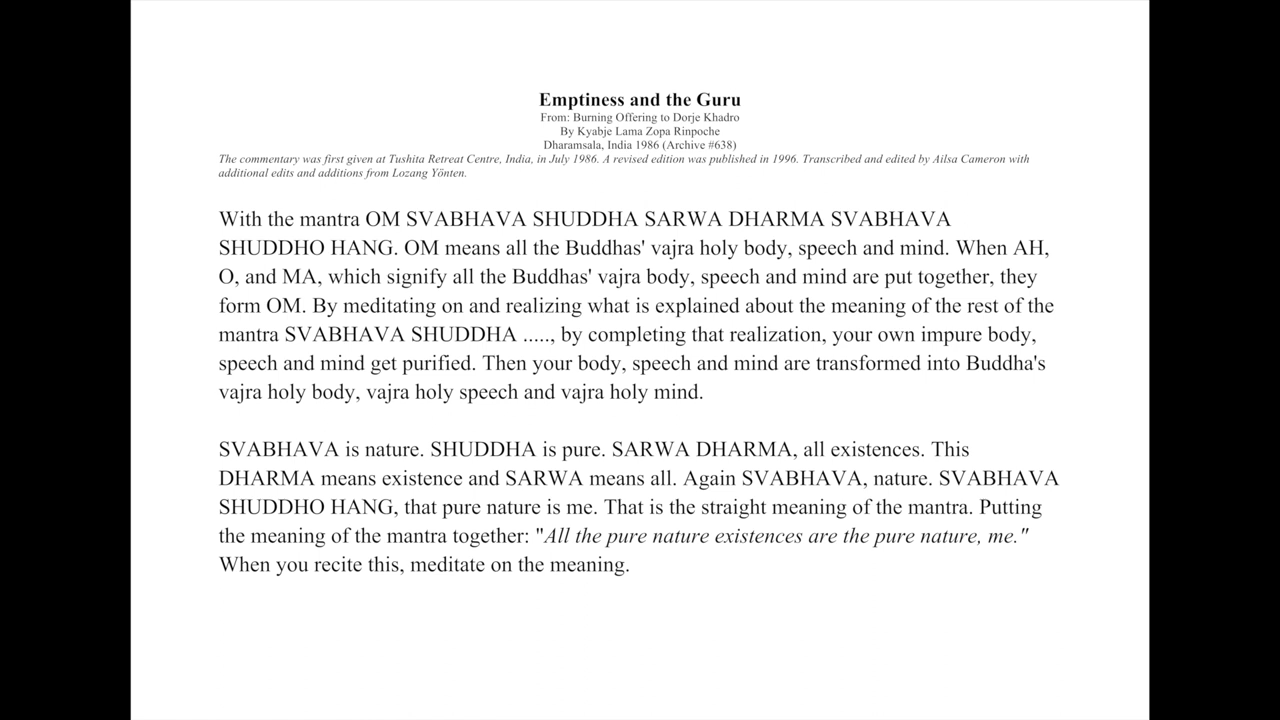 Emptiness and the Guru
From: Burning Offering to Dorje Khadro
By Kyabje Lama Zopa Rinpoche
Dharamsala, India 1986 (Archive #638)
The commentary was first given at Tushita Retreat Centre, India, in July 1986. A revised edition was published in 1996. Transcribed and edited by Ailsa Cameron with
additional edits and additions from Lozang Yönten.
With the mantra OM SVABHAVA SHUDDHA SARWA DHARMA SVABHAVA
SHUDDHO HANG. OM means all the Buddhas' vajra holy body, speech and mind. When AH,
O, and MA, which signify all the Buddhas' vajra body, speech and mind are put together, they
form OM. By meditating on and realizing what is explained about the meaning of the rest of the
mantra SVABHAVA SHUDDHA ....., by completing that realization, your own impure body,
speech and mind get purified. Then your body, speech and mind are transformed into Buddha's
vajra holy body, vajra holy speech and vajra holy mind.
SVABHAVA is nature. SHUDDHA is pure. SARWA DHARMA, all existences. This
DHARMA means existence and SARWA means all. Again SVABHAVA, nature. SVABHAVA
SHUDDHO HANG, that pure nature is me. That is the straight meaning of the mantra. Putting
the meaning of the mantra together: "All the pure nature existences are the pure nature, me."
When you recite this, meditate on the meaning.